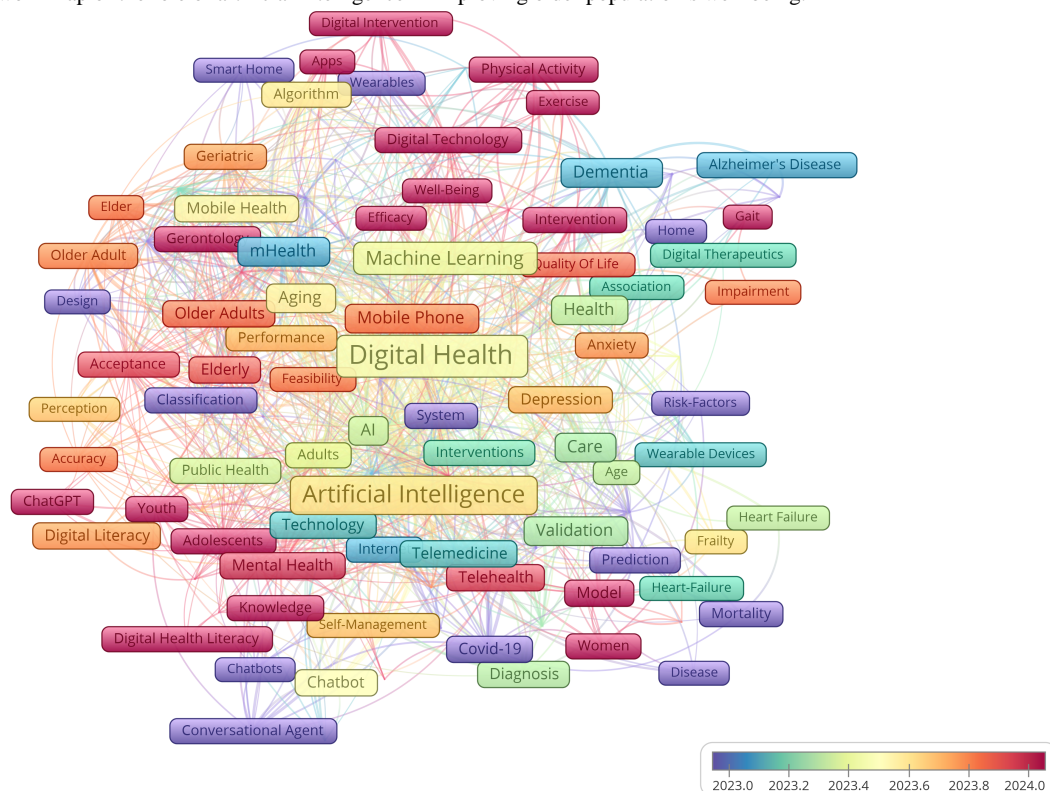 Digital Intervention
Apps
Smart Home
Physical Activity
Wearables
Algorithm
Exercise
Digital Technology
Geriatric
Alzheimer's Disease
Dementia
Well-Being
Elder
Mobile Health
Efficacy
Intervention
Gait
Home
Gerontology
mHealth
Older Adult
Machine Learning
Quality Of Life
Digital Therapeutics
Association
Impairment
Design
Aging
Health
Older Adults
Mobile Phone
Performance
Anxiety
Digital Health
Acceptance
Elderly
Feasibility
Classification
Depression
Risk-Factors
Perception
System
AI
Care
Interventions
Adults
Wearable Devices
Accuracy
Public Health
Age
Artificial Intelligence
ChatGPT
Youth
Heart Failure
Technology
Validation
Digital Literacy
Adolescents
Frailty
Intern
Telemedicine
Prediction
Mental Health
Telehealth
Model
Heart-Failure
Knowledge
Mortality
Self-Management
Digital Health Literacy
Covid-19
Women
Chatbots
Chatbot
Diagnosis
Disease
Conversational Agent
2023.0 2023.2 2023.4 2023.6 2023.8 2024.0